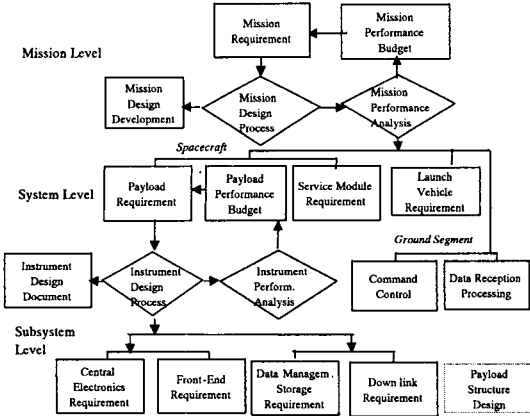 Mission
Requirement
Mission
Performance
Budget
Mission Level
Mission
Design
Development
Mission
Design
Process
Mission
Performance
Analysis
Spacecraft
System Level
Payload
Requirement
Payload
Performance
Budget
Service Module
Requirement
Launch
Vehicle
Requirement
Ground Segment
Instrument
Design
Document
Instrument
Design
Process
Instrument
Perform.
Analysis
Command
Control
Data Reception
Processing
Subsystem
Level
Central
Electronics
Requirement
Front-End
Requirement
Data Managem.
Storage
Requirement
Down link
Requirement
Payload
Structure
Design